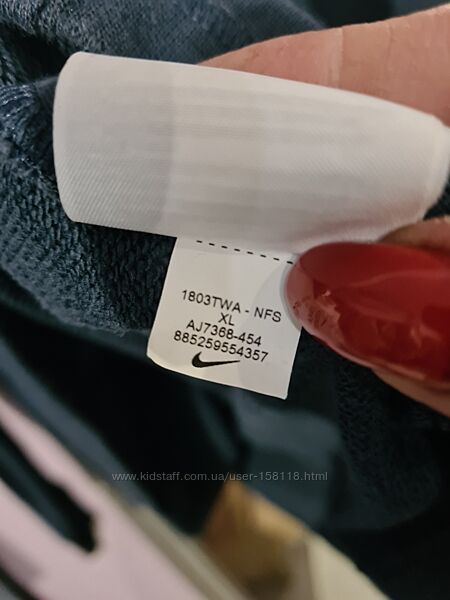 1803TWA - NFS
XL
AJ7368-454
885259554357
www.kidstaff.com.ua/user-158118.html